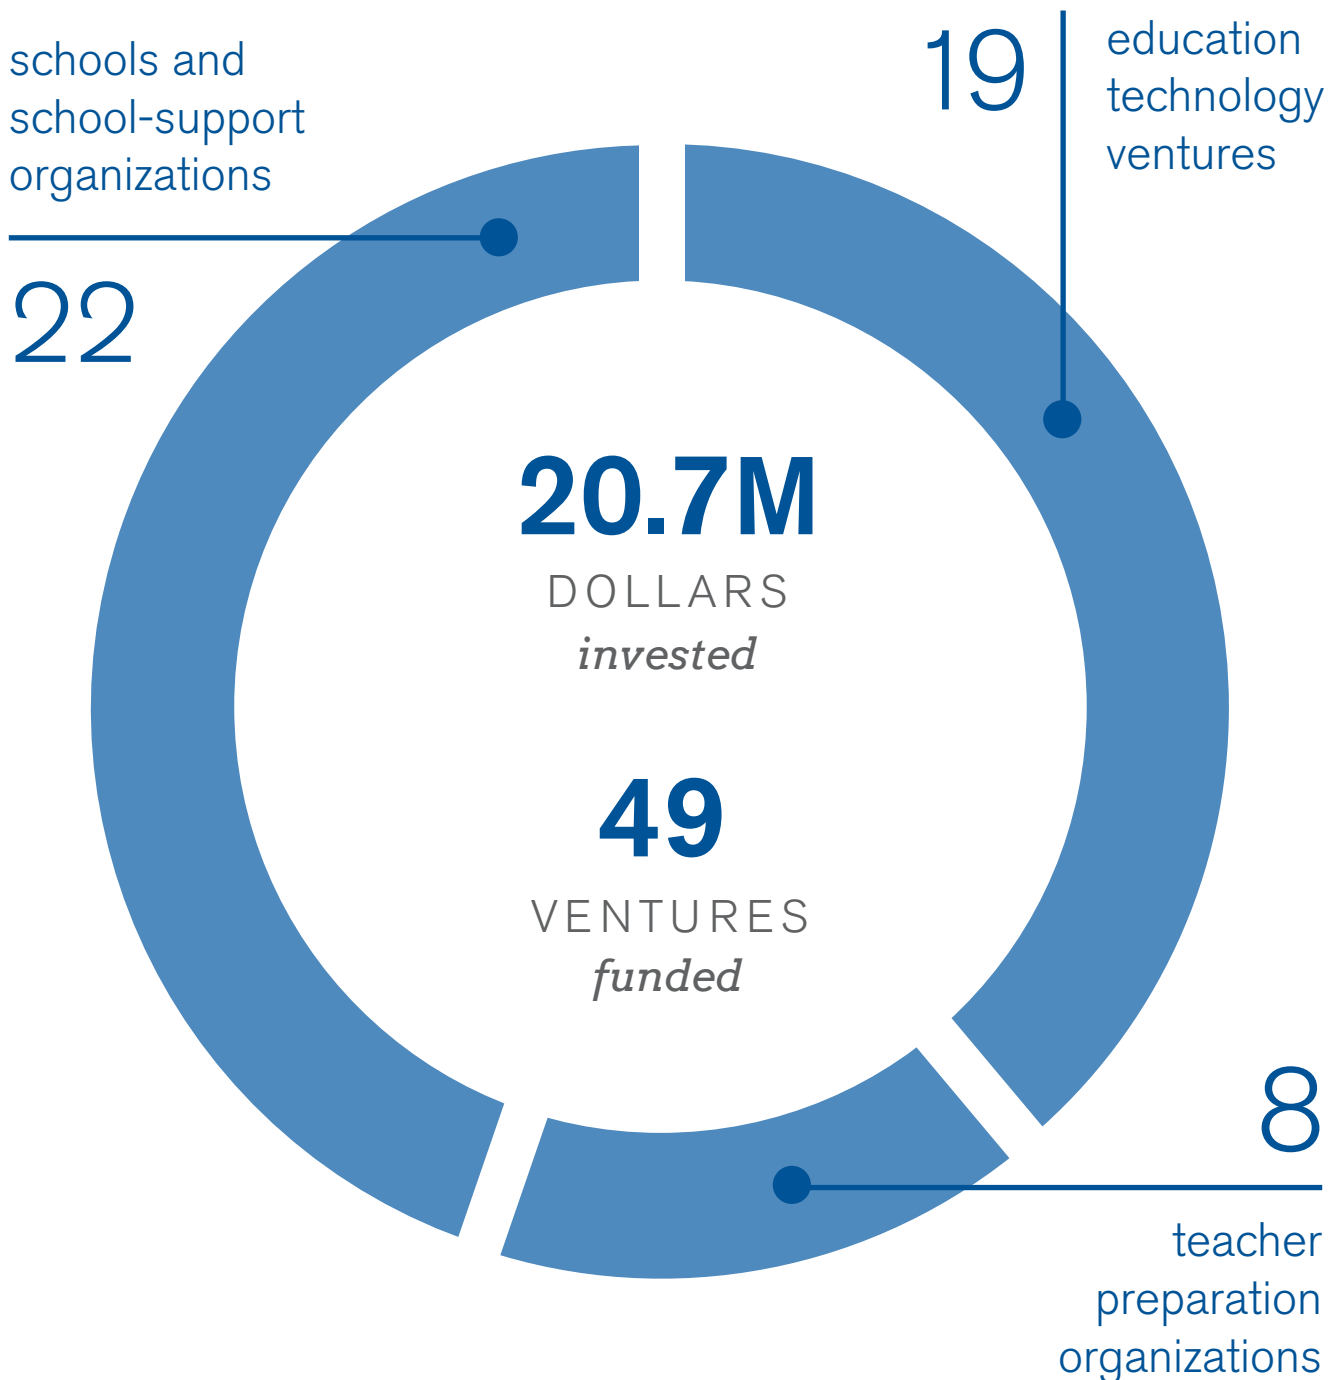 schools and
school-support
organizations
22
19
education
technology
ventures
20.7M
DOLLARS
invested
49
VENTURES
funded
8
teacher
preparation
organizations